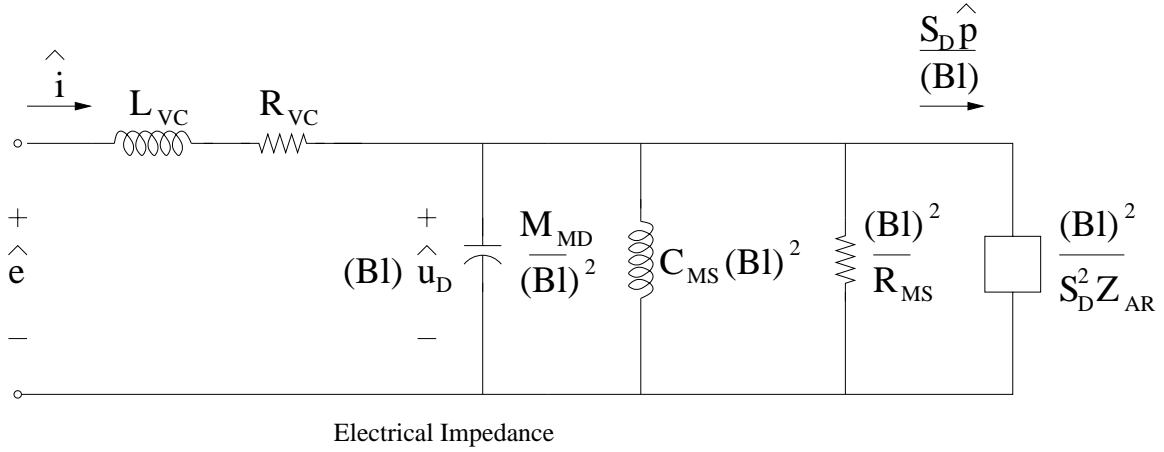 î
S_D p̂
(Bl)
L_VC
R_VC
+
ê
−
+
(Bl) û_D
−
M_MD
(Bl)²
C_MS (Bl)²
(Bl)²
R_MS
(Bl)²
S_D² Z_AR
Electrical Impedance